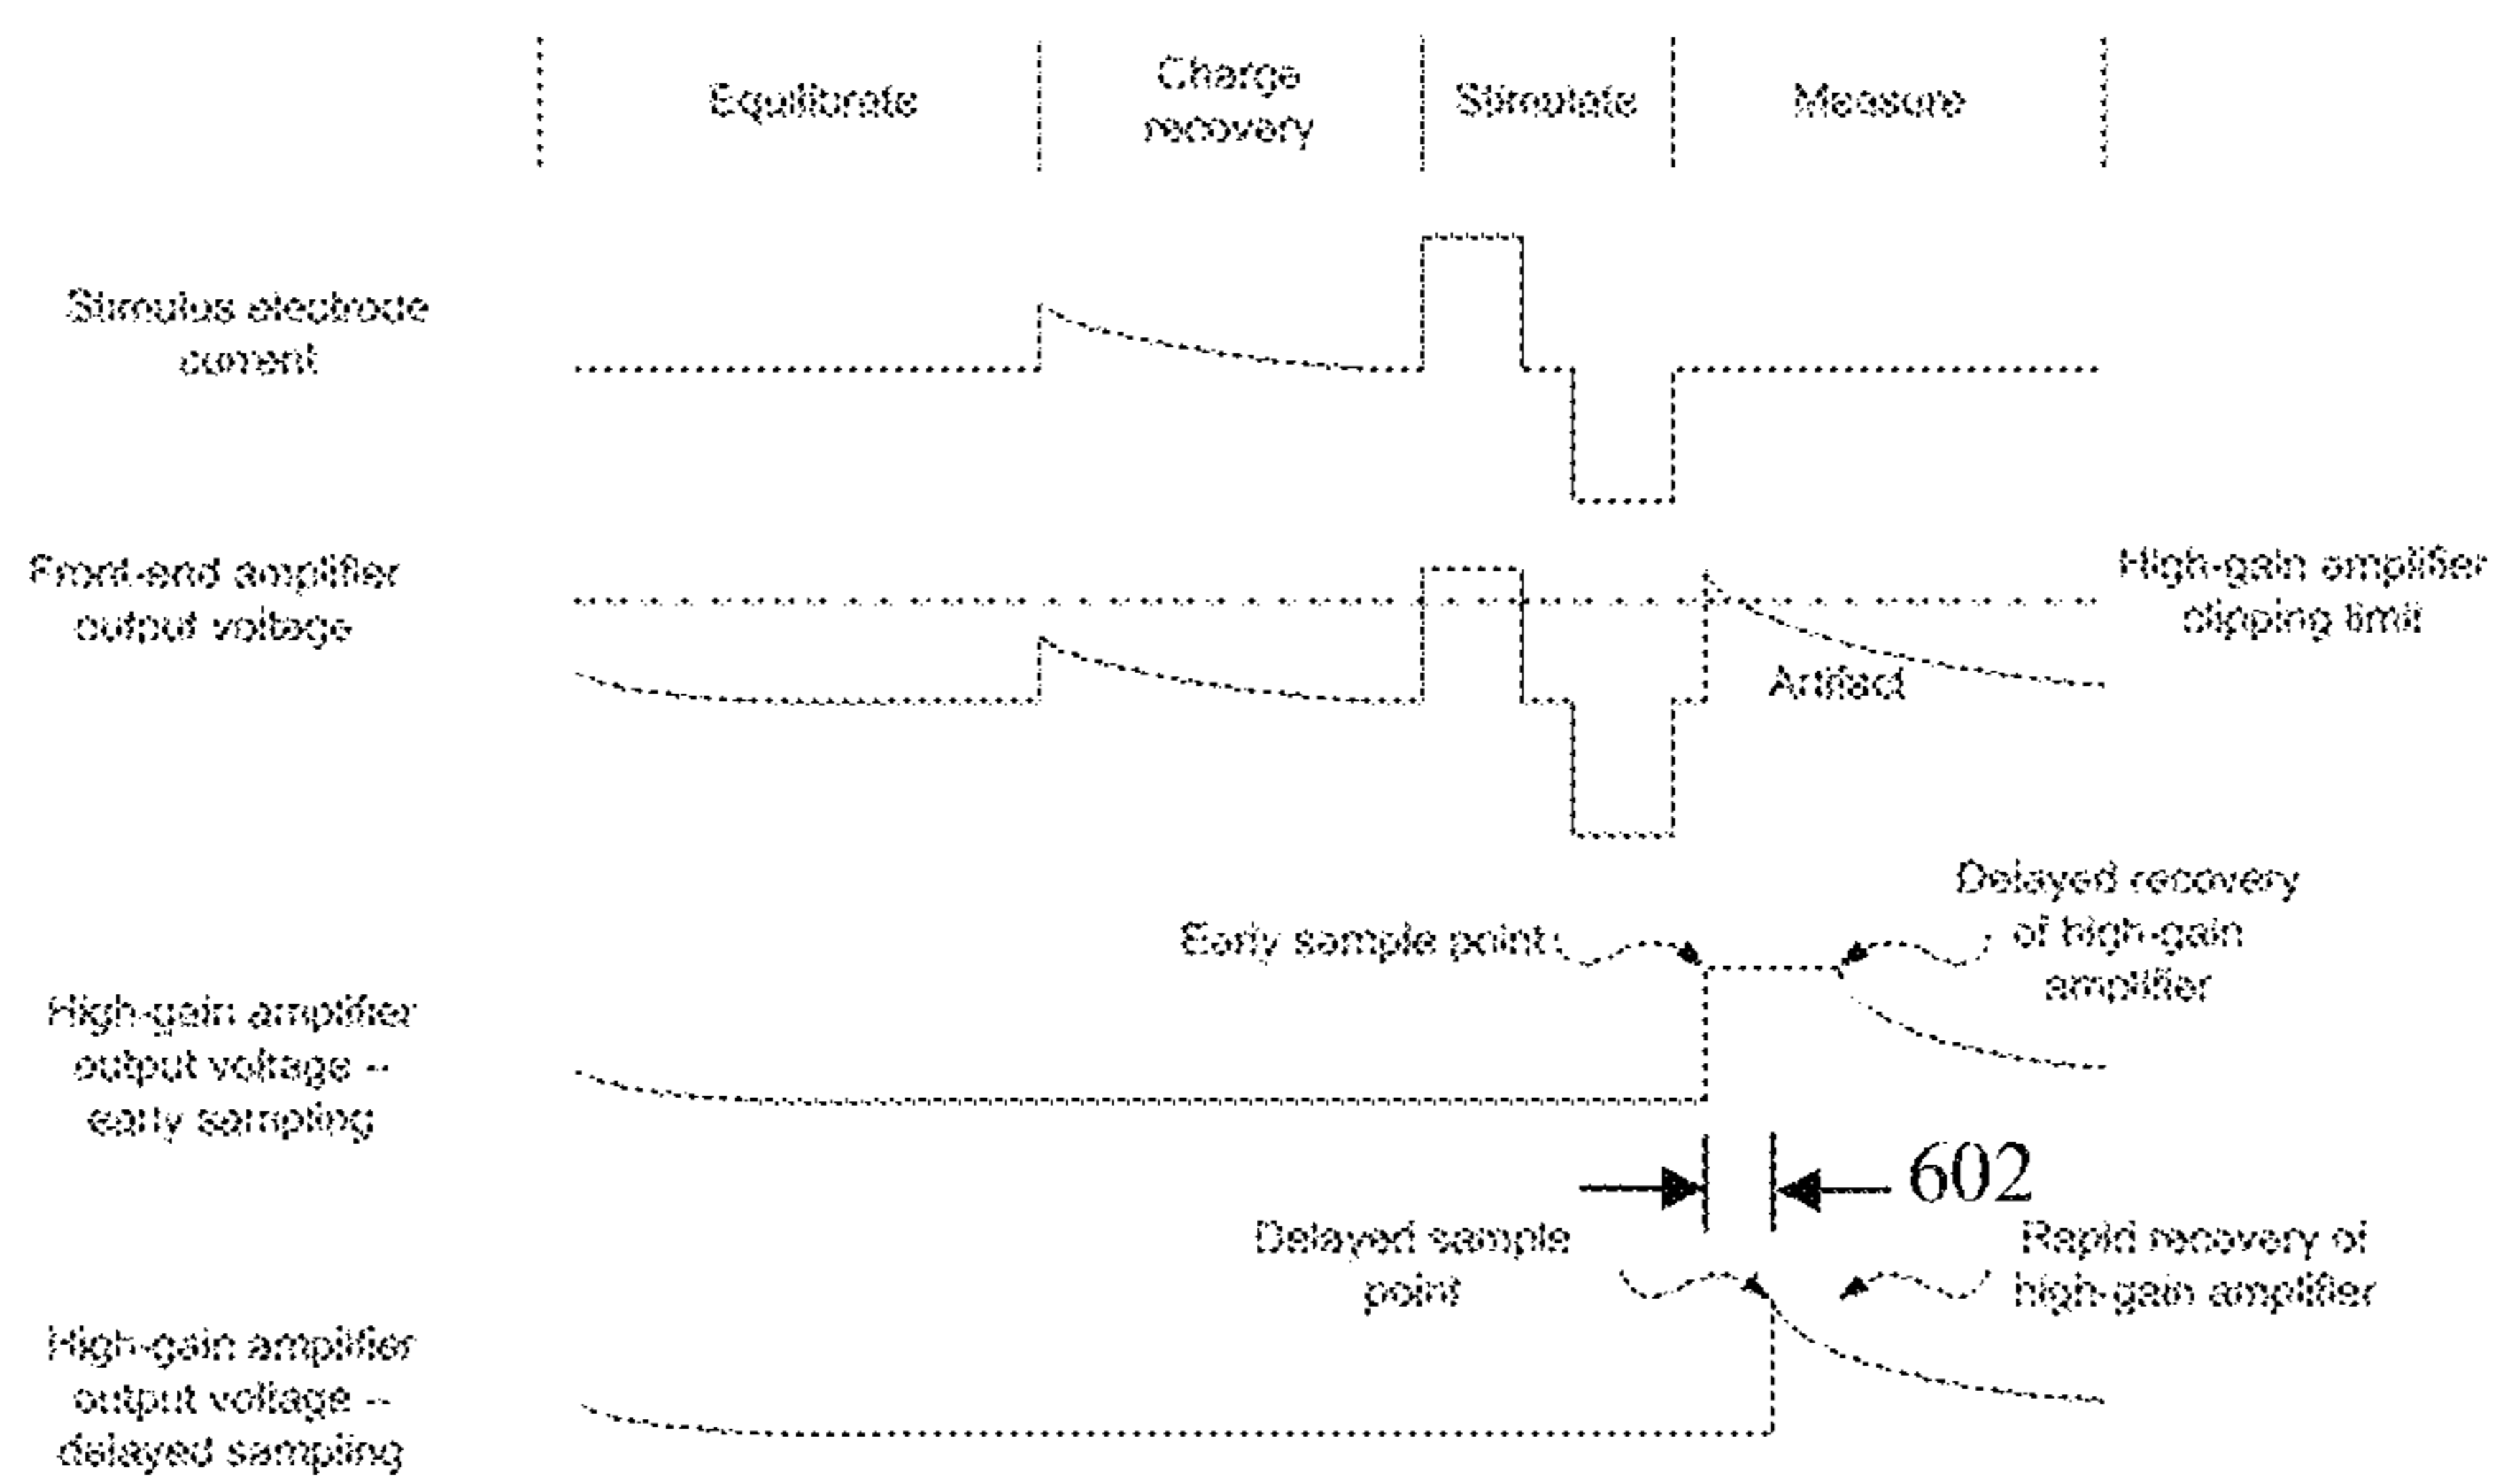 Equilibrate
Charge
recovery
Stimulate
Measure
Stimulus electrode
current
Front-end amplifier
output voltage
High-gain amplifier
clipping limit
Artifact
Early sample point
Delayed recovery
of high-gain
amplifier
High-gain amplifier
output voltage –
early sampling
602
Delayed sample
point
Rapid recovery of
high-gain amplifier
High-gain amplifier
output voltage –
delayed sampling